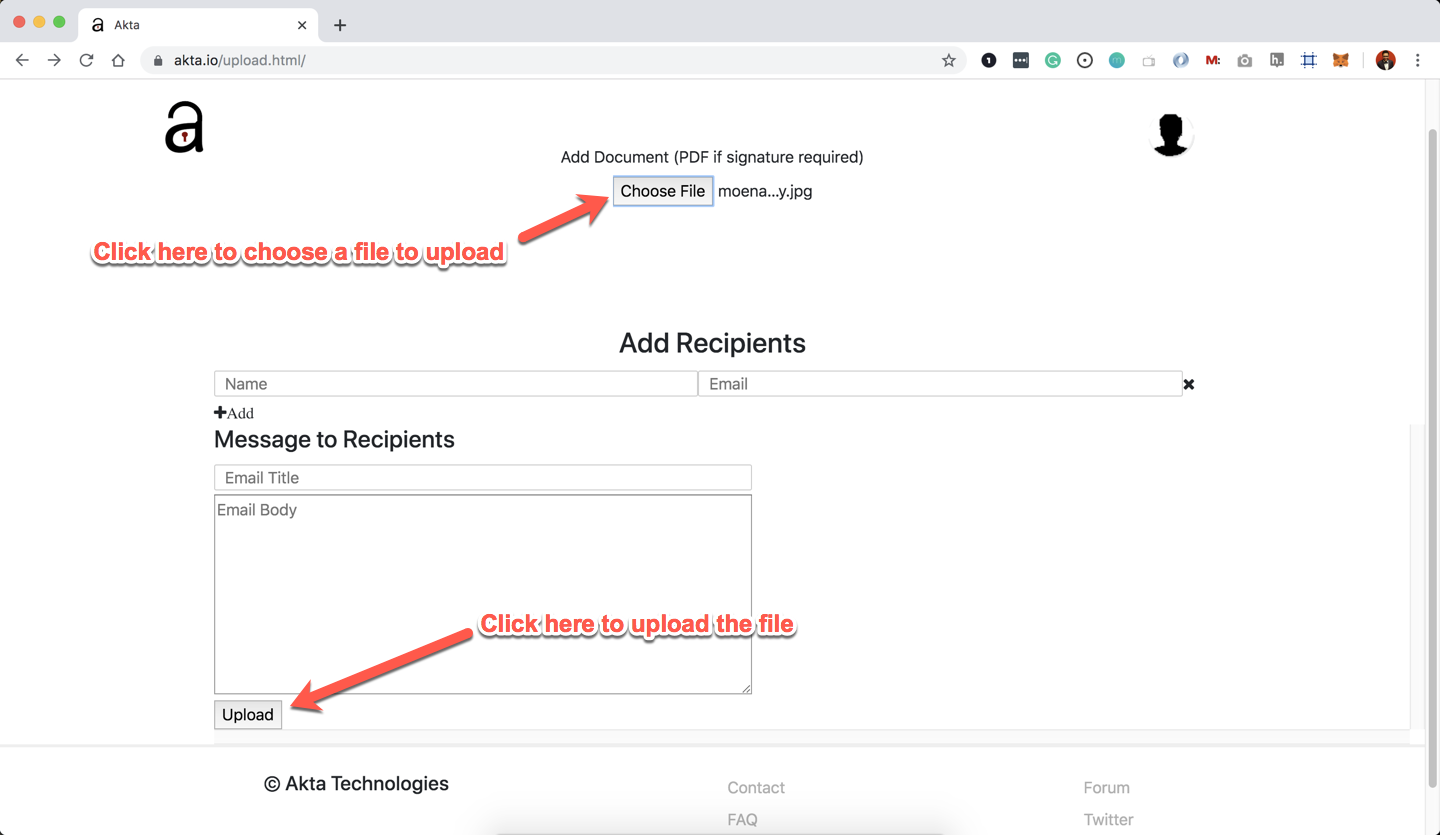 Akta
akta.io/upload.html/
a
Add Document (PDF if signature required)
Choose File moena...y.jpg
Click here to choose a file to upload
Add Recipients
Name Email
Add
Message to Recipients
Email Title
Email Body
Click here to upload the file
Upload
© Akta Technologies
Contact Forum
FAQ Twitter